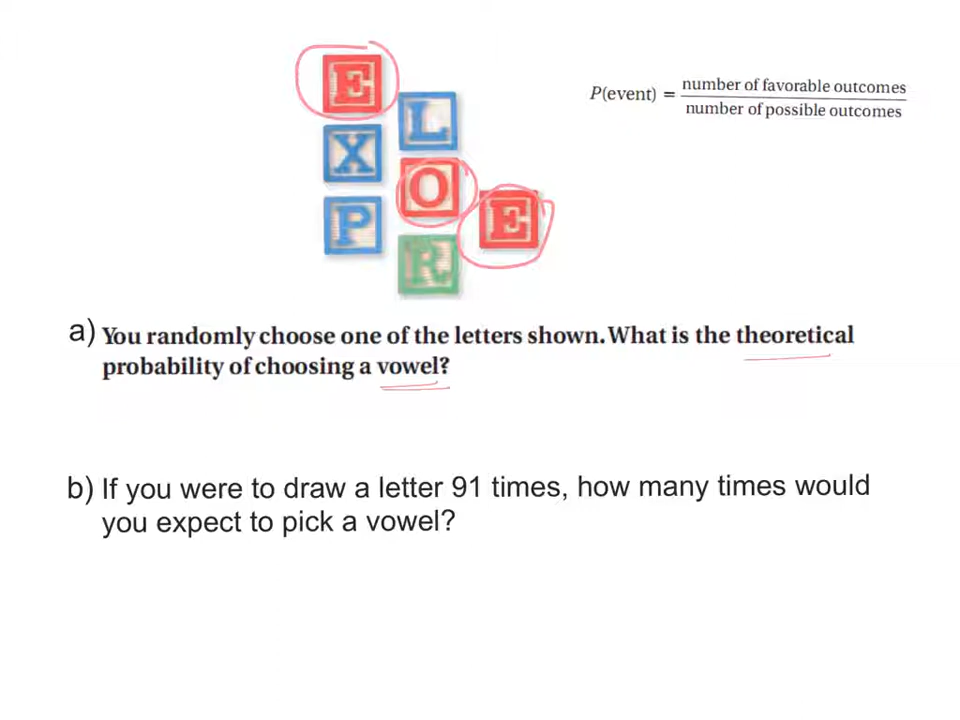 E
X
P
L
O
R
E
P(event) = number of favorable outcomes
number of possible outcomes
a) You randomly choose one of the letters shown. What is the theoretical
probability of choosing a vowel?
b) If you were to draw a letter 91 times, how many times would
you expect to pick a vowel?